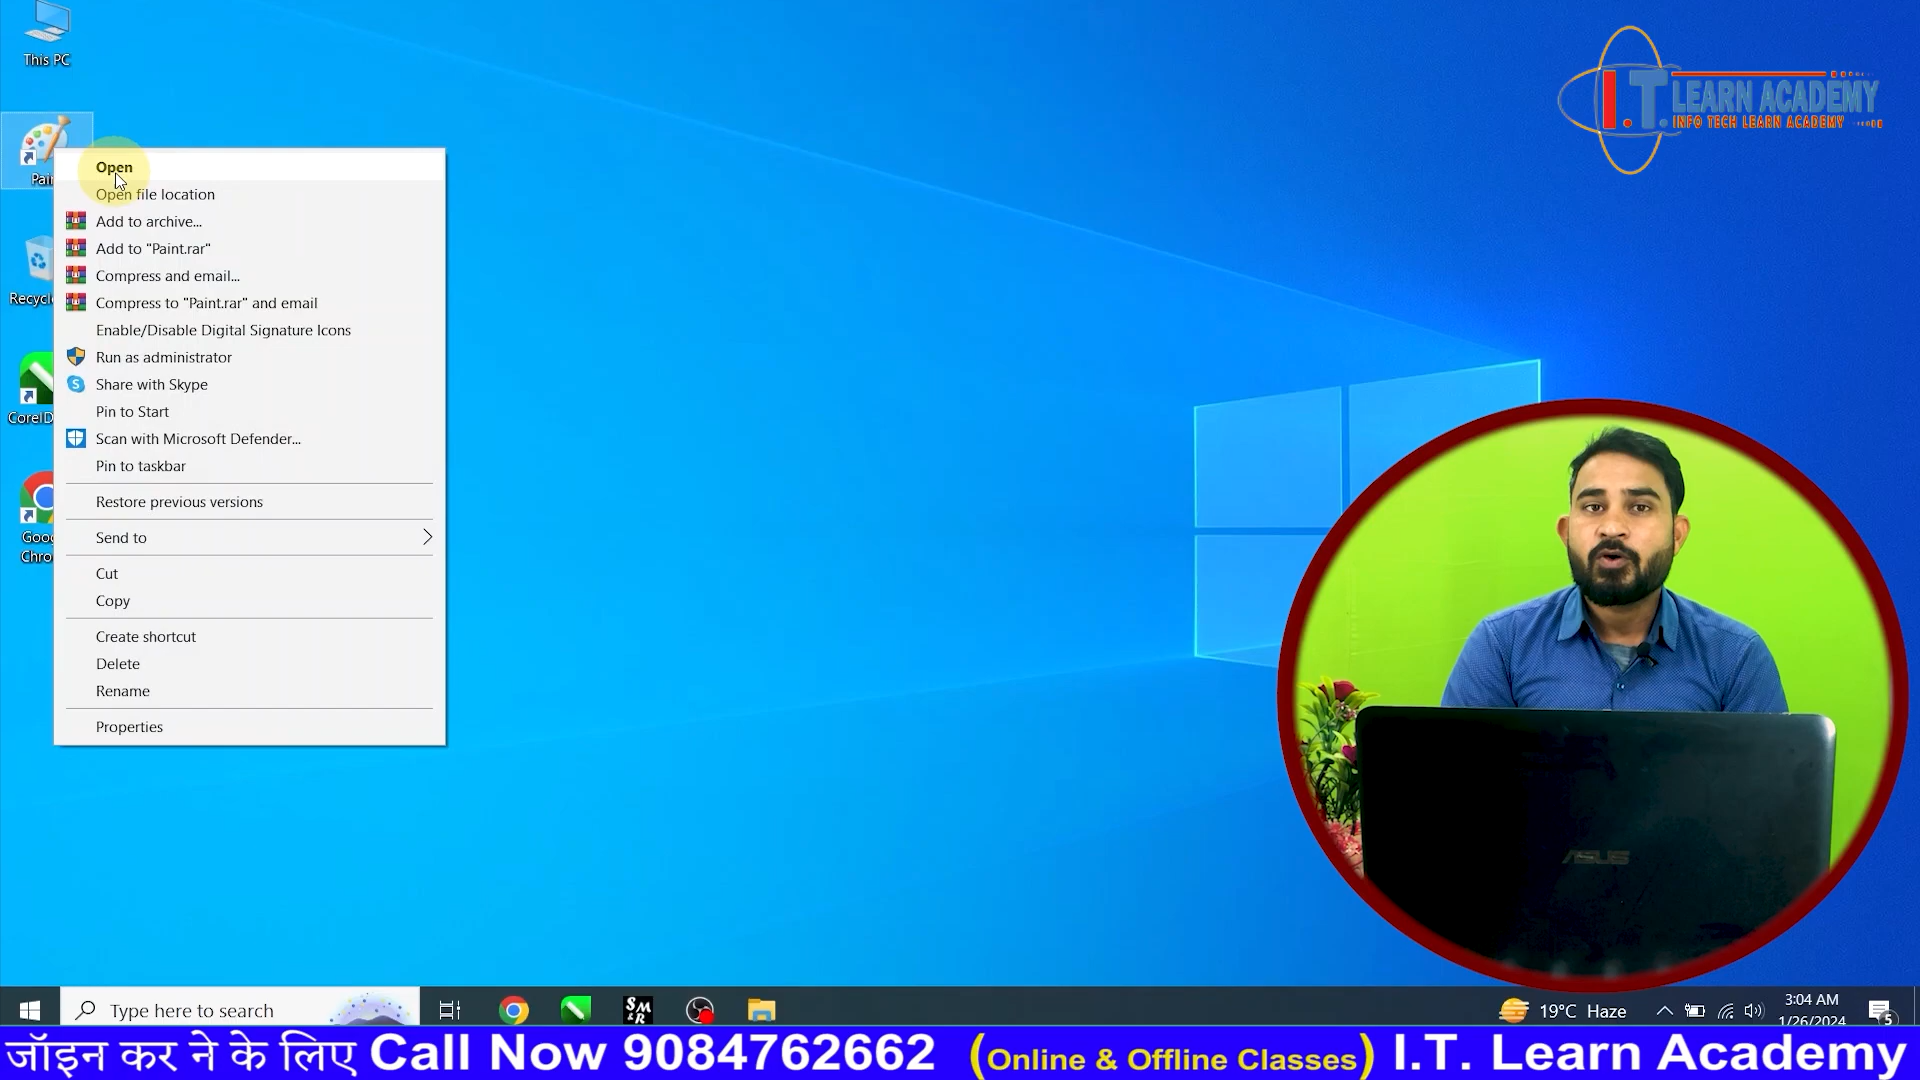 This PC
I.T. LEARN ACADEMY
INFO TECH LEARN ACADEMY
Open
Open file location
Add to archive...
Add to "Paint.rar"
Compress and email...
Compress to "Paint.rar" and email
Enable/Disable Digital Signature Icons
Run as administrator
Share with Skype
Pin to Start
Scan with Microsoft Defender...
Pin to taskbar
Restore previous versions
Send to
Cut
Copy
Create shortcut
Delete
Rename
Properties
Pai
Recycl
CorelD
Goo
Chro
ASUS
Type here to search
SM
&R
19°C Haze
3:04 AM
1/26/2024
5
जॉइन कर ने के लिए Call Now 9084762662 (Online & Offline Classes) I.T. Learn Academy